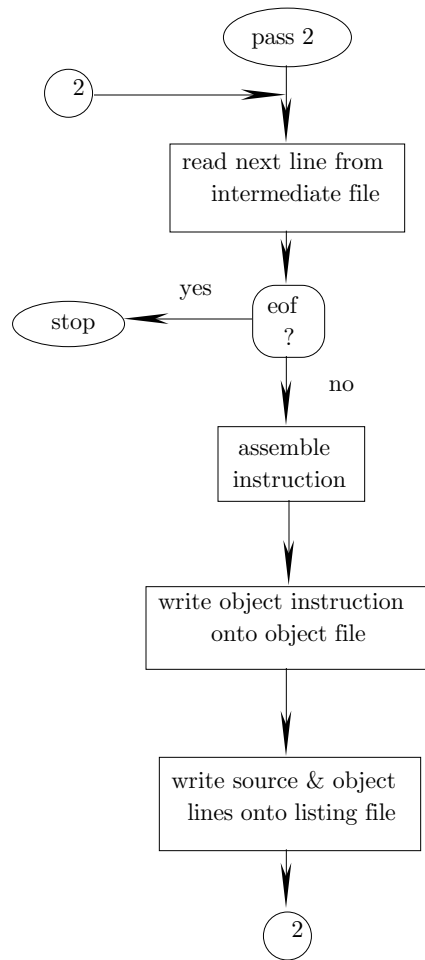 pass 2
2
read next line from
intermediate file
yes
eof
stop
?
no
assemble
instruction
write object instruction
onto object file
write source & object
lines onto listing file
2